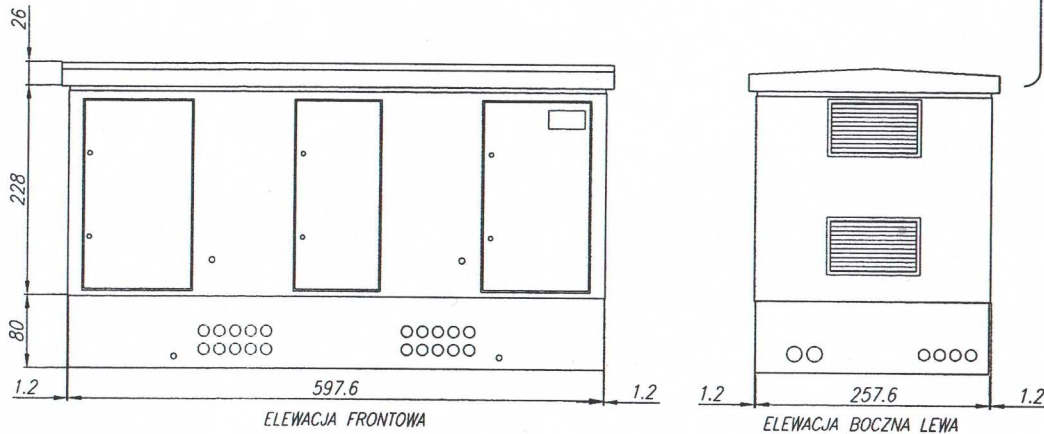 26
228
80
1.2 597.6 1.2
ELEWACJA FRONTOWA
1.2 257.6 1.2
ELEWACJA BOCZNA LEWA